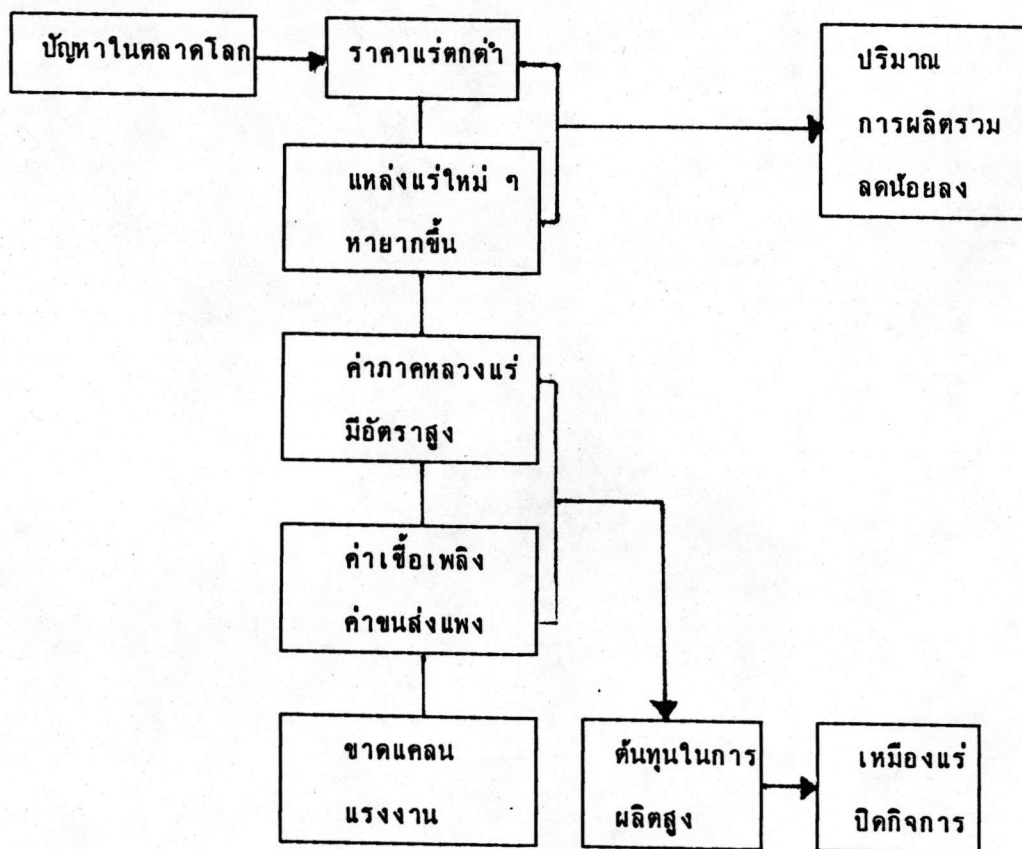 ปัญหาในตลาดโลก
ราคาแร่ตกต่ำ
ปริมาณ
การผลิตรวม
ลดน้อยลง
แหล่งแร่ใหม่ ๆ
หายากขึ้น
ค่าภาคหลวงแร่
มีอัตราสูง
ค่าเชื้อเพลิง
ค่าขนส่งแพง
ขาดแคลน
แรงงาน
ต้นทุนในการ
ผลิตสูง
เหมืองแร่
ปิดกิจการ